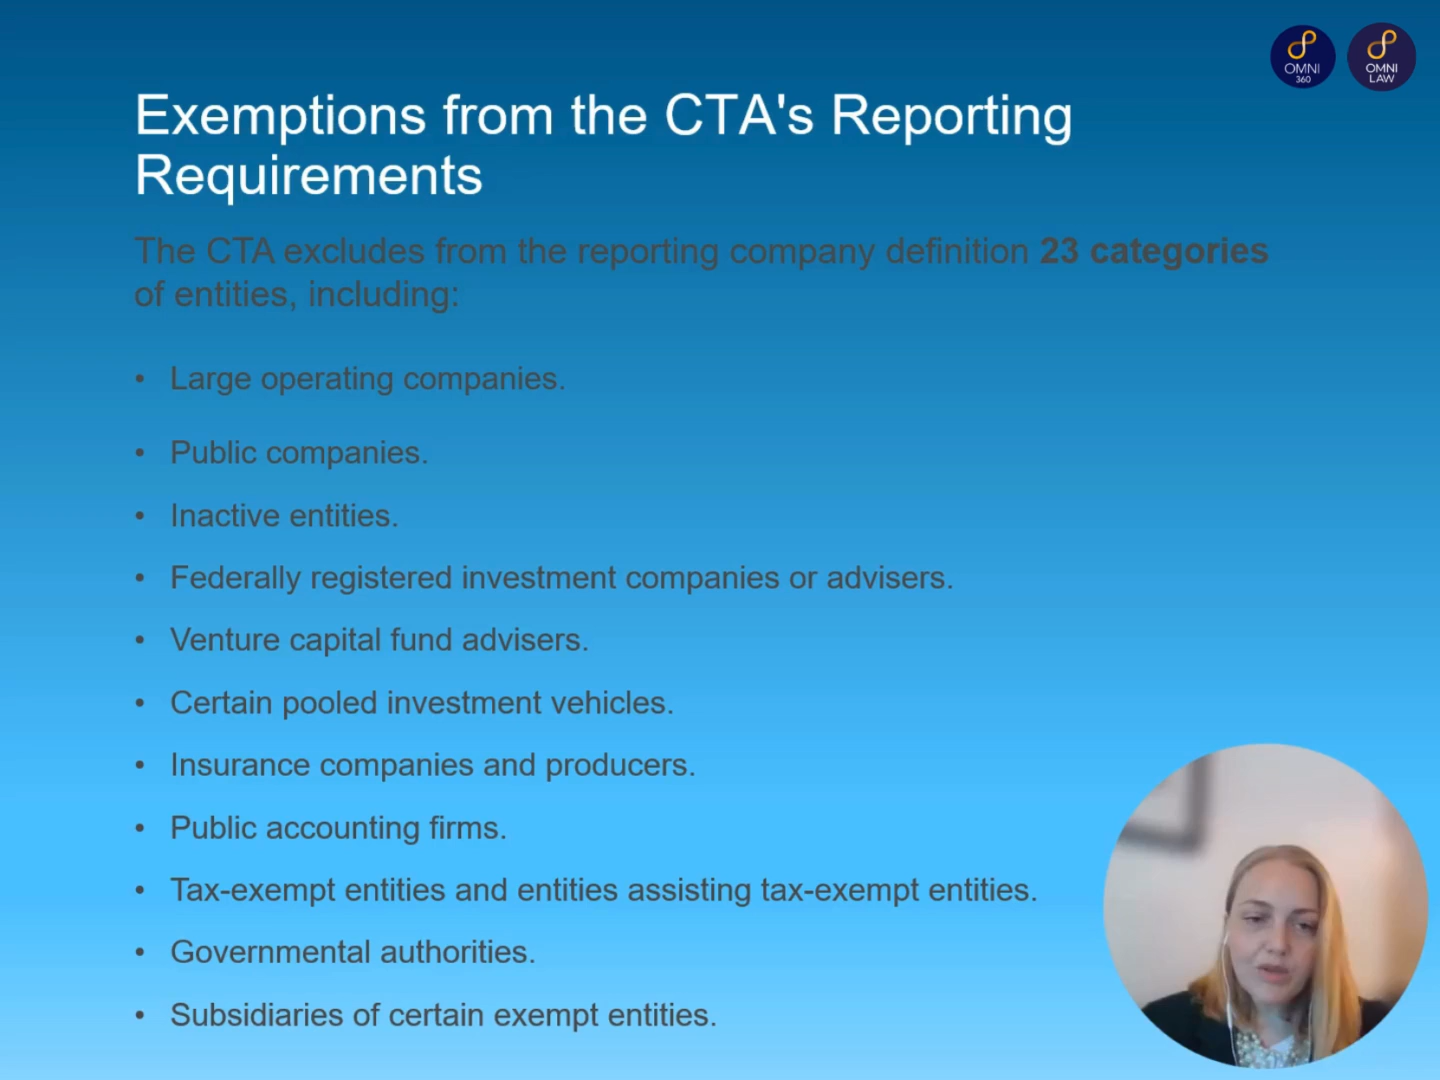 OMNI
360
OMNI
LAW
Exemptions from the CTA's Reporting
Requirements
The CTA excludes from the reporting company definition 23 categories
of entities, including:
• Large operating companies.
• Public companies.
• Inactive entities.
• Federally registered investment companies or advisers.
• Venture capital fund advisers.
• Certain pooled investment vehicles.
• Insurance companies and producers.
• Public accounting firms.
• Tax-exempt entities and entities assisting tax-exempt entities.
• Governmental authorities.
• Subsidiaries of certain exempt entities.